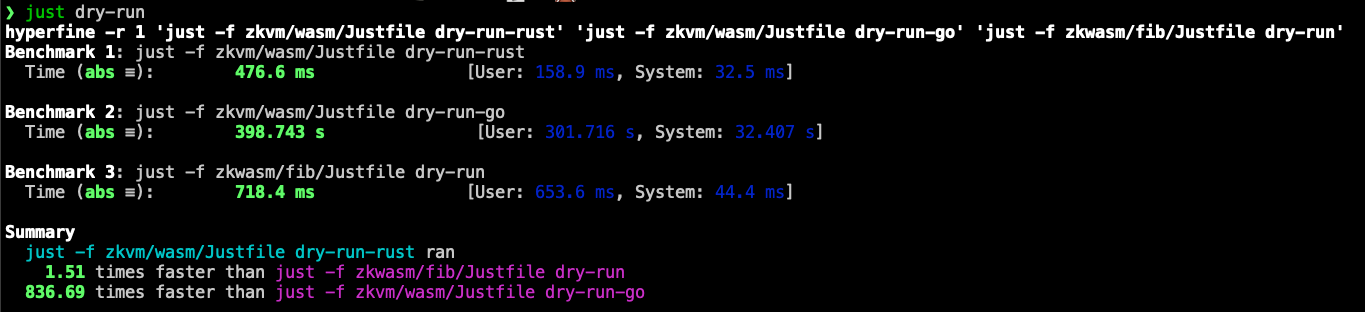 ❯ just dry-run
hyperfine -r 1 'just -f zkvm/wasm/Justfile dry-run-rust' 'just -f zkvm/wasm/Justfile dry-run-go' 'just -f zkwasm/fib/Justfile dry-run'
Benchmark 1: just -f zkvm/wasm/Justfile dry-run-rust
Time (abs ≡): 476.6 ms [User: 158.9 ms, System: 32.5 ms]
Benchmark 2: just -f zkvm/wasm/Justfile dry-run-go
Time (abs ≡): 398.743 s [User: 301.716 s, System: 32.407 s]
Benchmark 3: just -f zkwasm/fib/Justfile dry-run
Time (abs ≡): 718.4 ms [User: 653.6 ms, System: 44.4 ms]
Summary
just -f zkvm/wasm/Justfile dry-run-rust ran
1.51 times faster than just -f zkwasm/fib/Justfile dry-run
836.69 times faster than just -f zkvm/wasm/Justfile dry-run-go